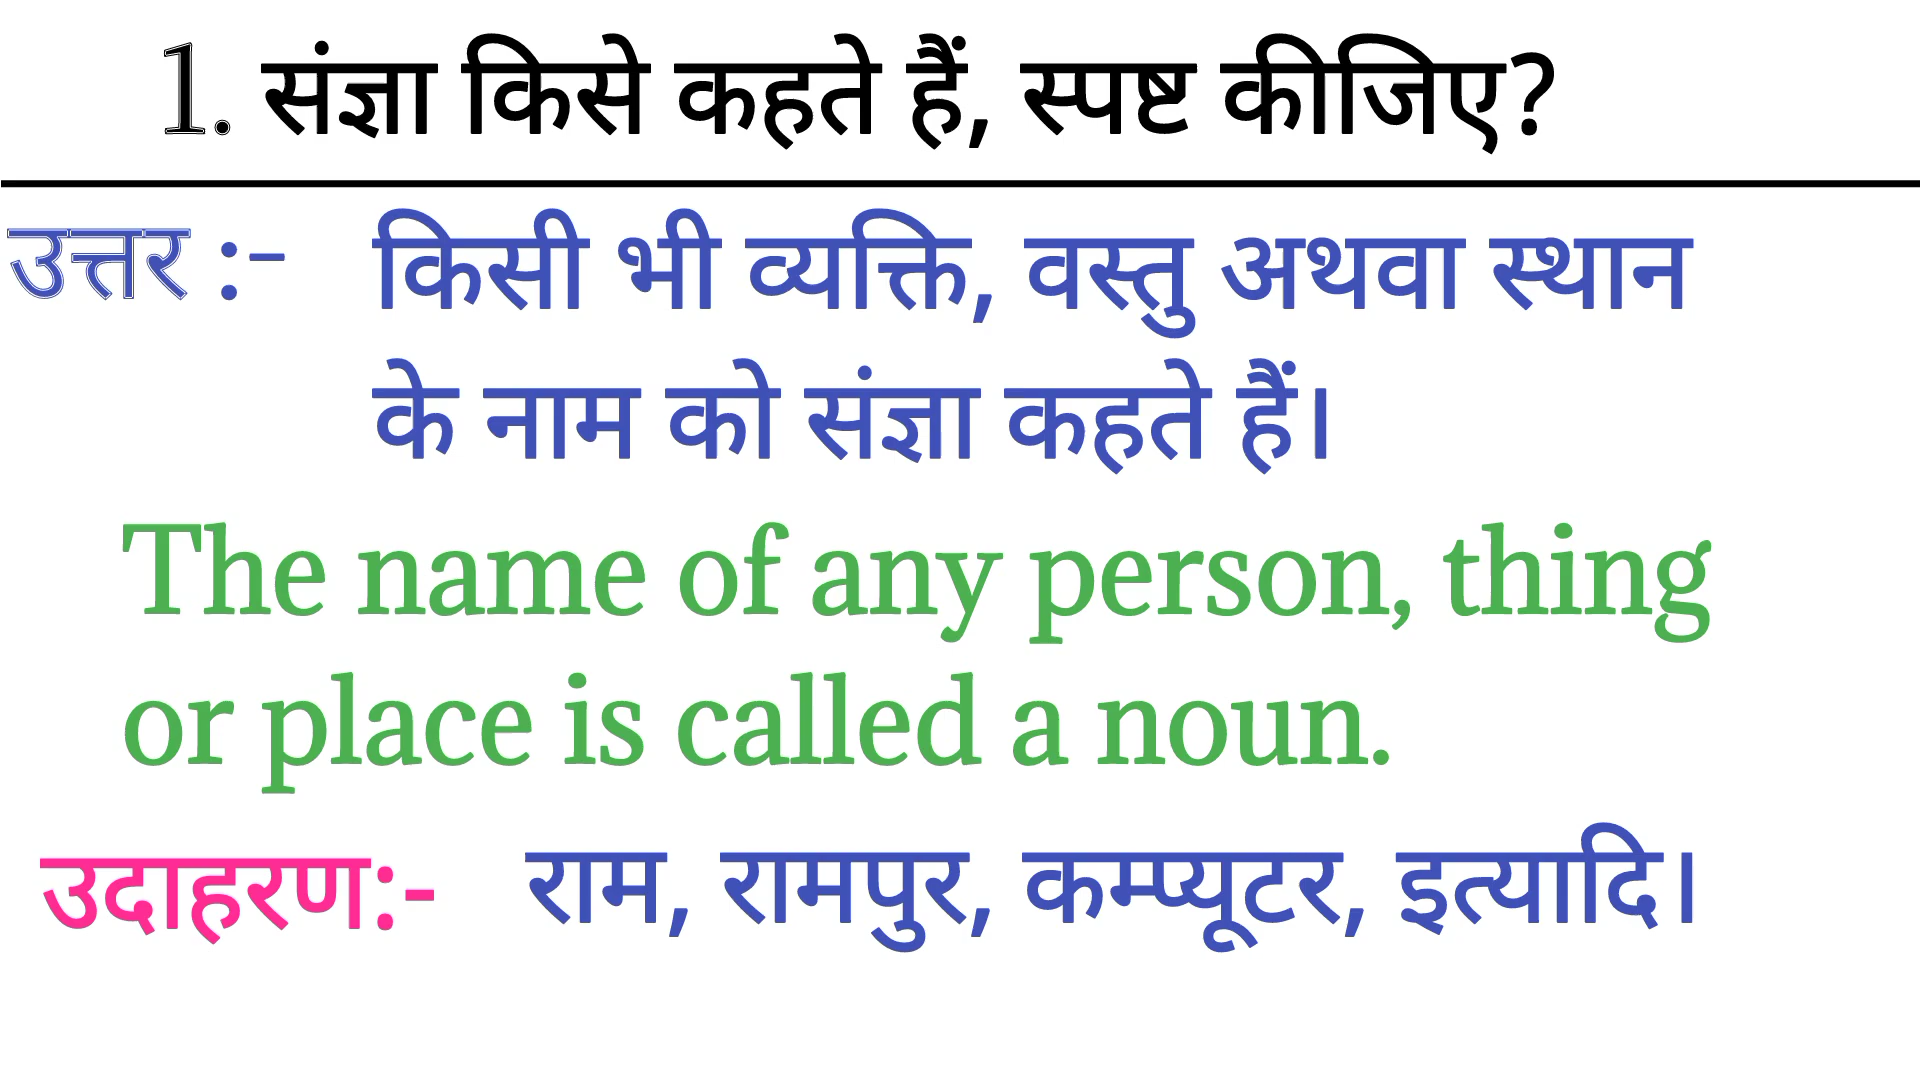 1. संज्ञा किसे कहते हैं, स्पष्ट कीजिए?
उत्तर :- किसी भी व्यक्ति, वस्तु अथवा स्थान
के नाम को संज्ञा कहते हैं।
The name of any person, thing
or place is called a noun.
उदाहरण:- राम, रामपुर, कम्प्यूटर, इत्यादि।